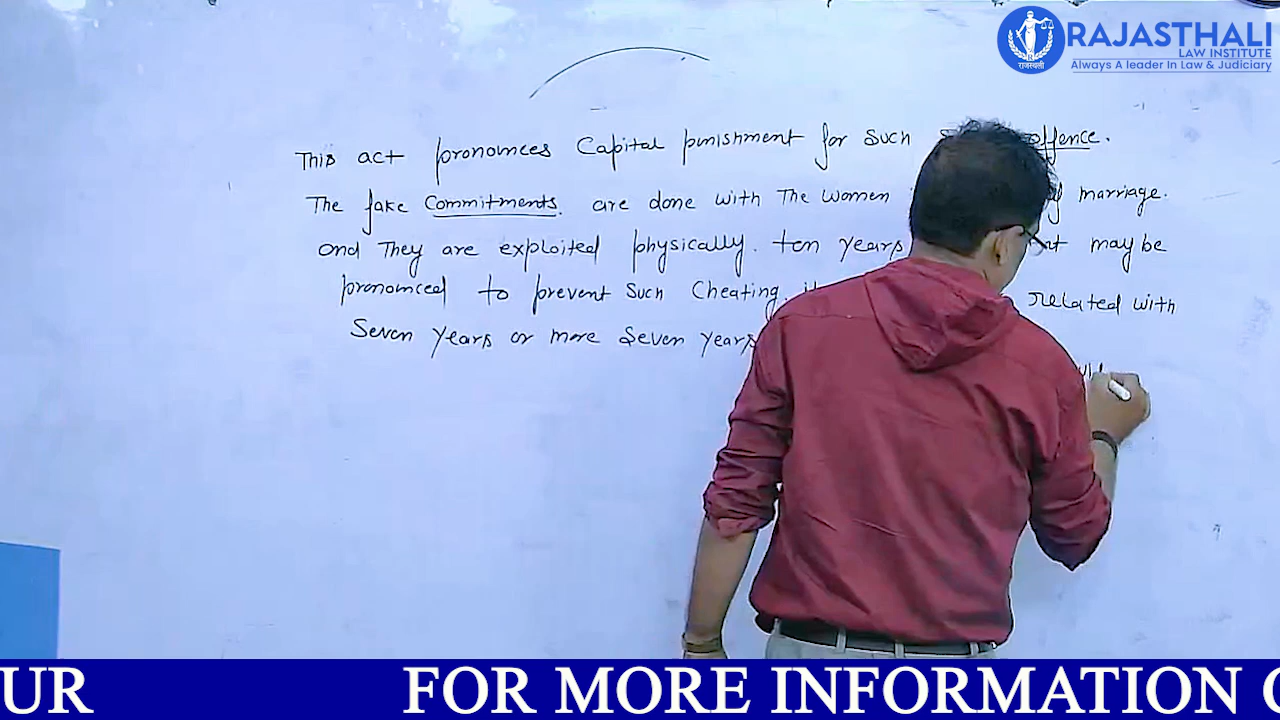 RAJASTHALI
LAW INSTITUTE
Always A leader In Law & Judiciary
राजस्थली
This act pronounces Capital punishment for Such offence.
The fake Commitments. are done with The women marriage.
and They are exploited physically. ten years may be
pronounced to prevent Such Cheating. related with
Seven years or more Seven years
UR FOR MORE INFORMATION